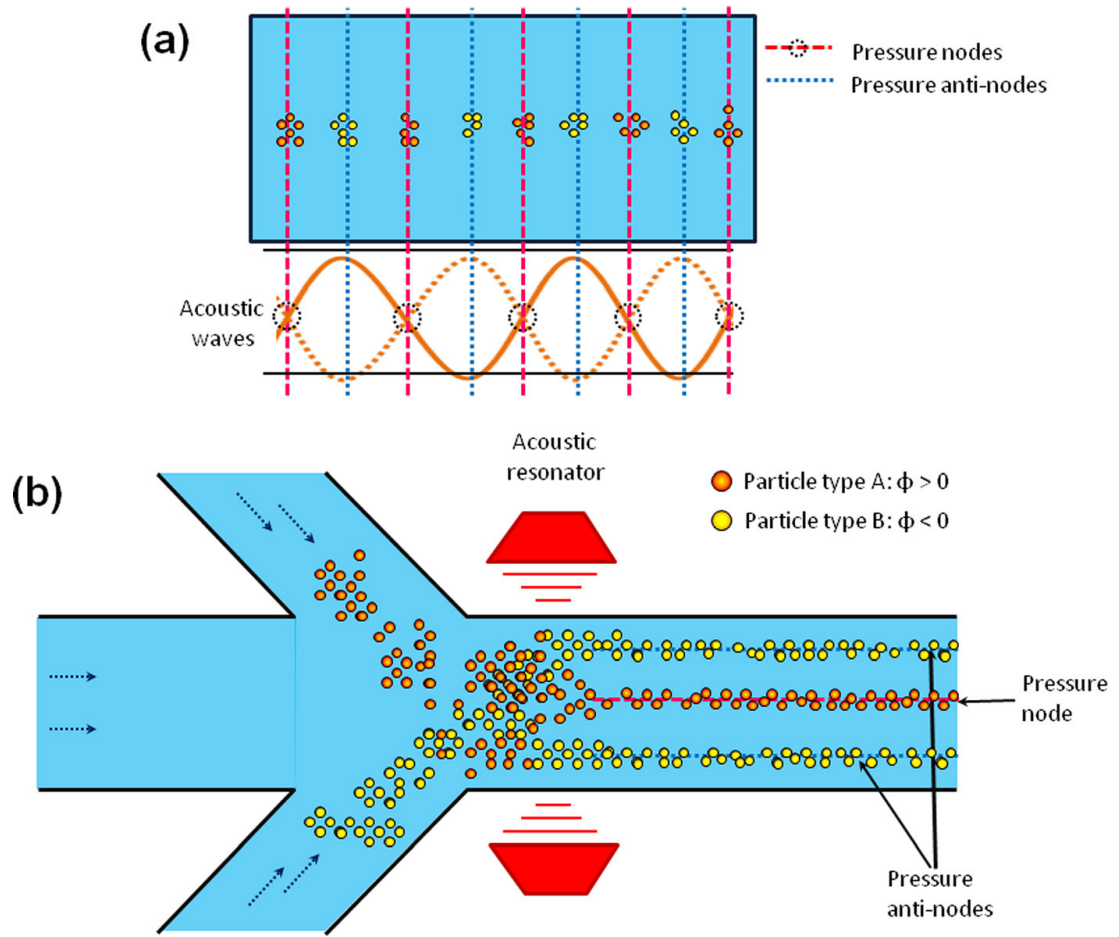 (a)
Pressure nodes
Pressure anti-nodes
Acoustic
waves
(b)
Acoustic
resonator
Particle type A: ϕ > 0
Particle type B: ϕ < 0
Pressure
node
Pressure
anti-nodes